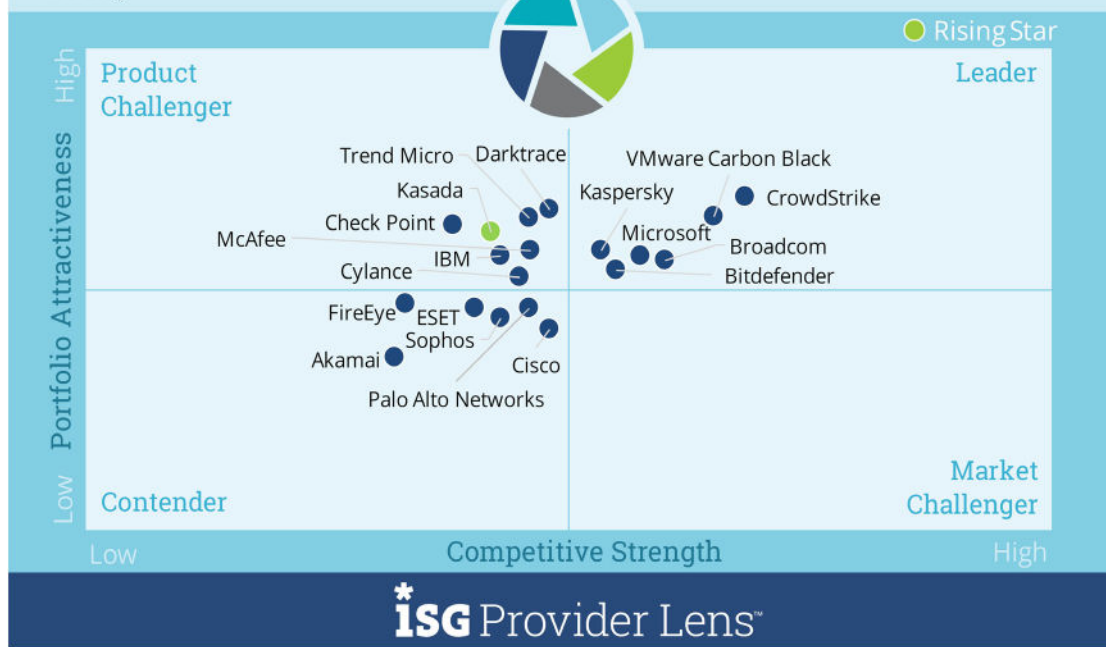 Rising Star
High
Product
Challenger
Leader
Trend Micro
Darktrace
VMware Carbon Black
Kasada
Kaspersky
CrowdStrike
Check Point
McAfee
Microsoft
IBM
Broadcom
Cylance
Bitdefender
FireEye
ESET
Sophos
Akamai
Cisco
Palo Alto Networks
Portfolio Attractiveness
Low
Contender
Market
Challenger
Low
Competitive Strength
High
*ISG Provider Lens™